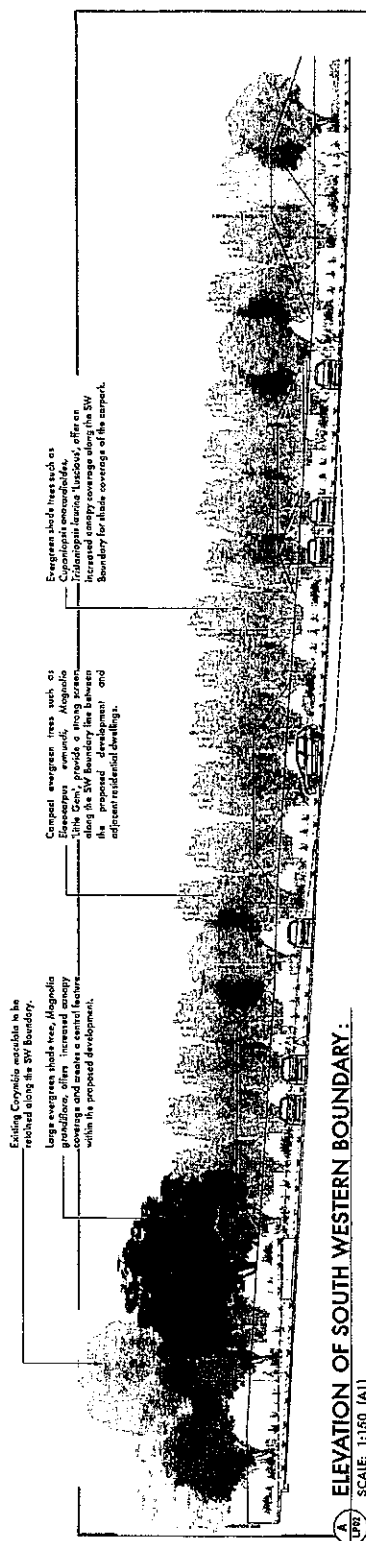 Existing Corymbia maculata to be
retained along the SW Boundary.
Large evergreen shade tree, Magnolia
grandiflora, offers increased canopy
coverage and creates a central feature
within the proposed development.
Compact evergreen trees such as
Elaeocarpus eumundi, Magnolia
'Little Gem', provide a strong screen
along the SW Boundary line between
the proposed development and
adjacent residential dwellings.
Evergreen shade trees such as
Cupaniopsis anacardioides,
Tristaniopsis laurina 'Luscious', offer an
increased canopy coverage along the SW
Boundary for shade coverage of the carpark.
A
LP02
ELEVATION OF SOUTH WESTERN BOUNDARY:
SCALE: 1:150 (A1)